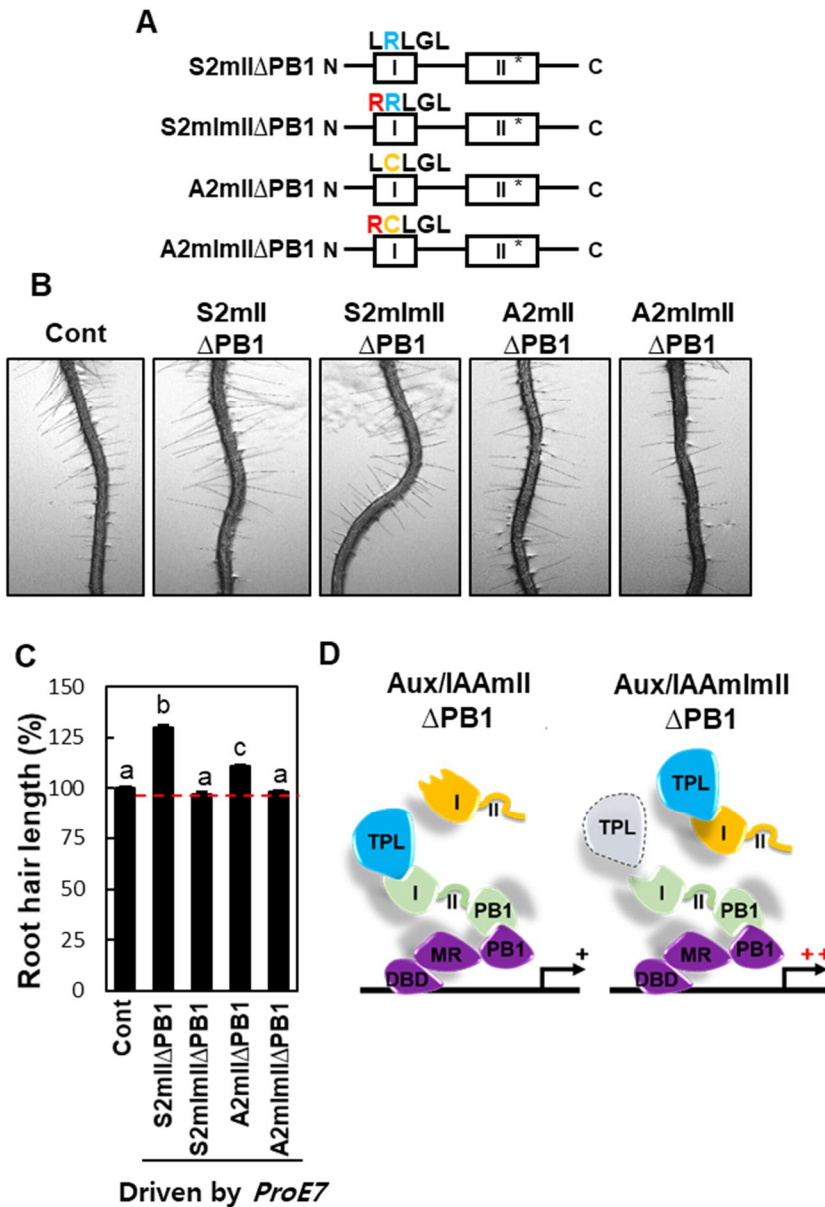 A
LRLGL
S2mIIΔPB1 N I II * C
RRLGL
S2mImIIΔPB1 N I II * C
LCLGL
A2mIIΔPB1 N I II * C
RCLGL
A2mImIIΔPB1 N I II * C
B
Cont
S2mII
ΔPB1
S2mImII
ΔPB1
A2mII
ΔPB1
A2mImII
ΔPB1
C
Root hair length (%)
150
125
100
75
50
25
0
a
b
a
c
a
Cont
S2mIIΔPB1
S2mImIIΔPB1
A2mIIΔPB1
A2mImIIΔPB1
Driven by ProE7
D
Aux/IAAmII
ΔPB1
I II
TPL
I II PB1
MR PB1
DBD
+
Aux/IAAmImII
ΔPB1
TPL
TPL
I II
I II PB1
MR PB1
DBD
++